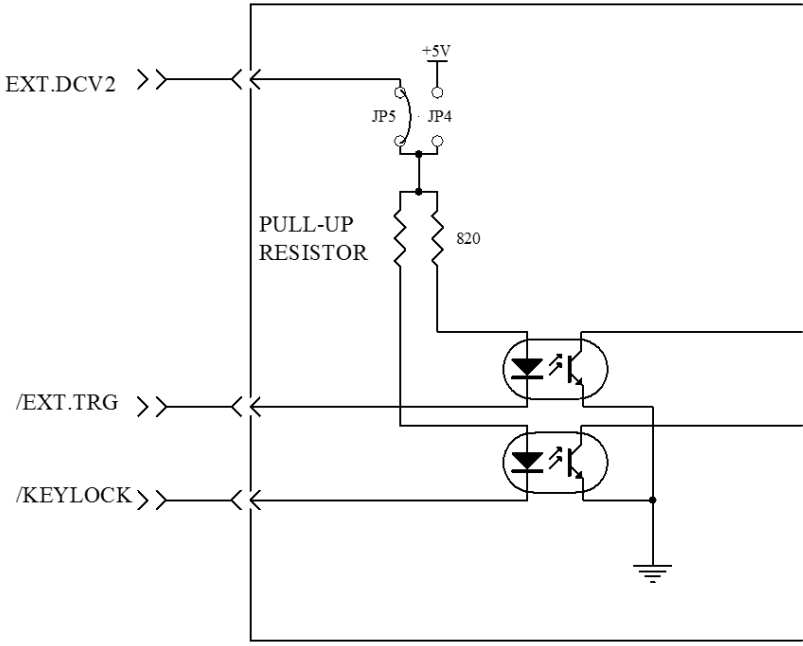 +5V
EXT.DCV2
JP5
JP4
PULL-UP
RESISTOR
820
/EXT.TRG
/KEYLOCK